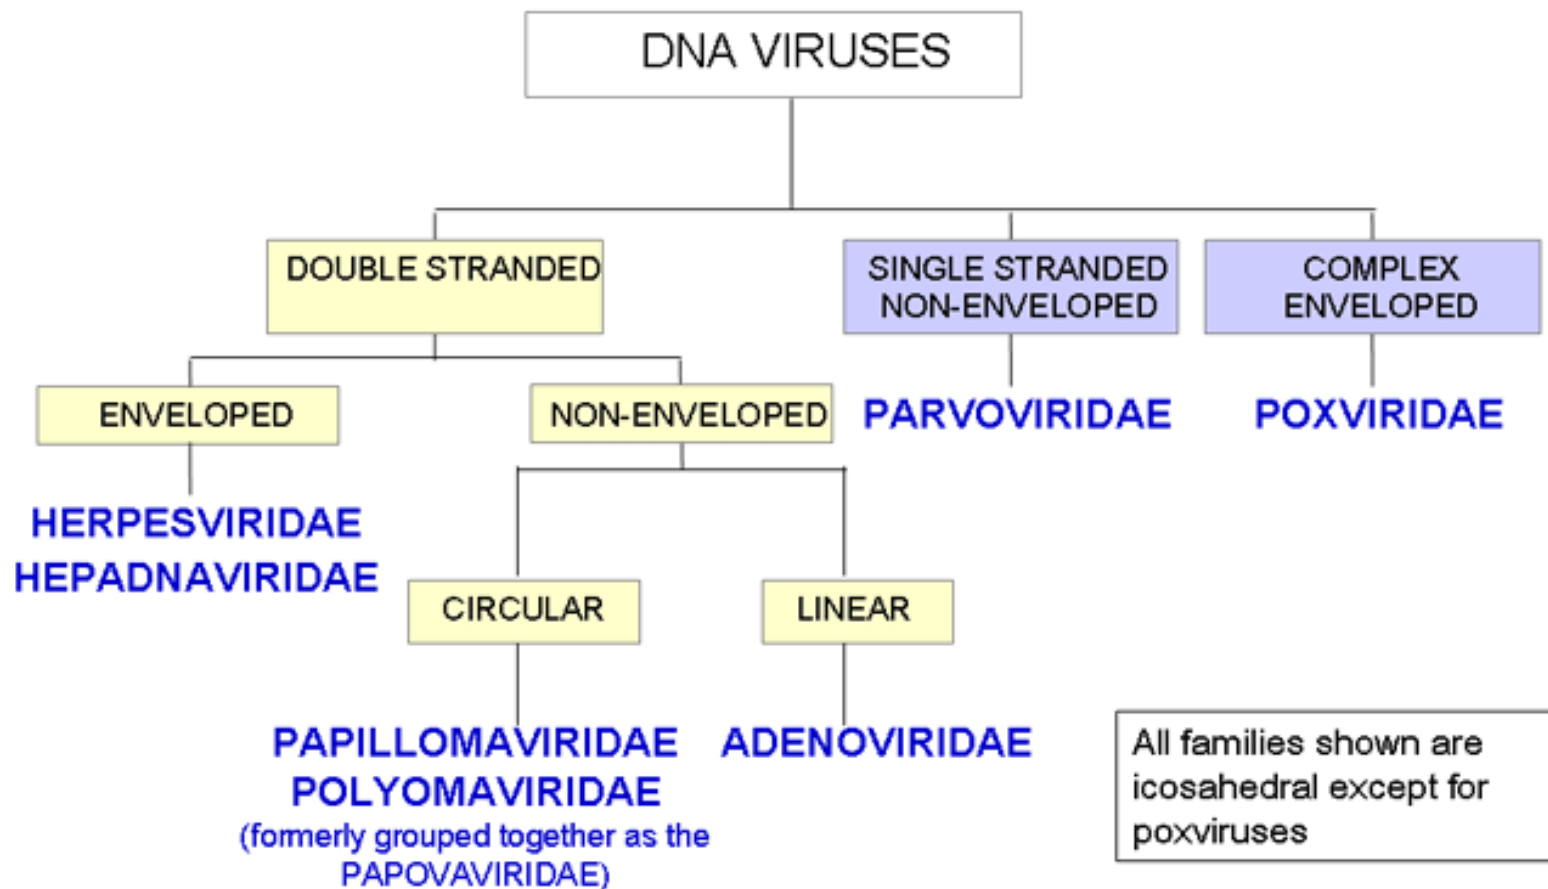 DNA VIRUSES
DOUBLE STRANDED
SINGLE STRANDED
NON-ENVELOPED
COMPLEX
ENVELOPED
ENVELOPED
NON-ENVELOPED
PARVOVIRIDAE
POXVIRIDAE
HERPESVIRIDAE
HEPADNAVIRIDAE
CIRCULAR
LINEAR
PAPILLOMAVIRIDAE
POLYOMAVIRIDAE
(formerly grouped together as the
PAPOVAVIRIDAE)
ADENOVIRIDAE
All families shown are
icosahedral except for
poxviruses